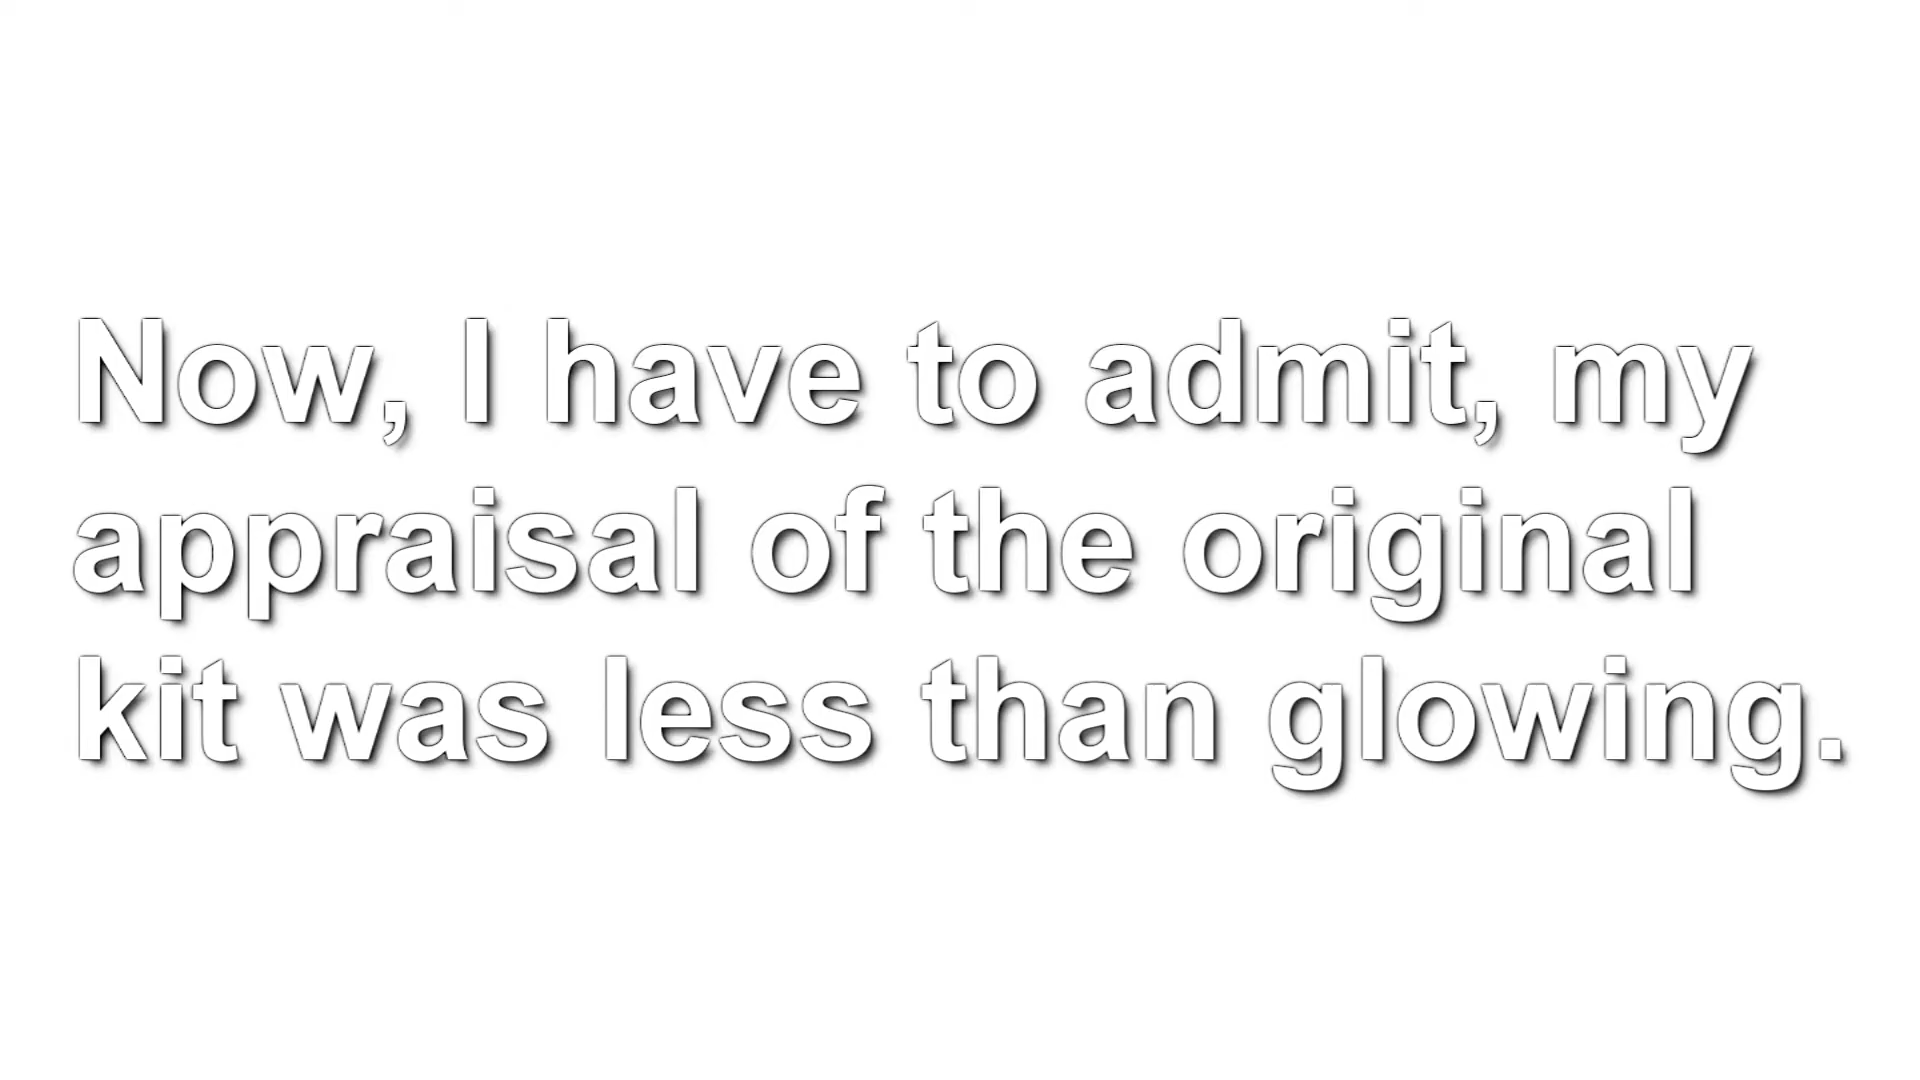 Now, I have to admit, my
appraisal of the original
kit was less than glowing.